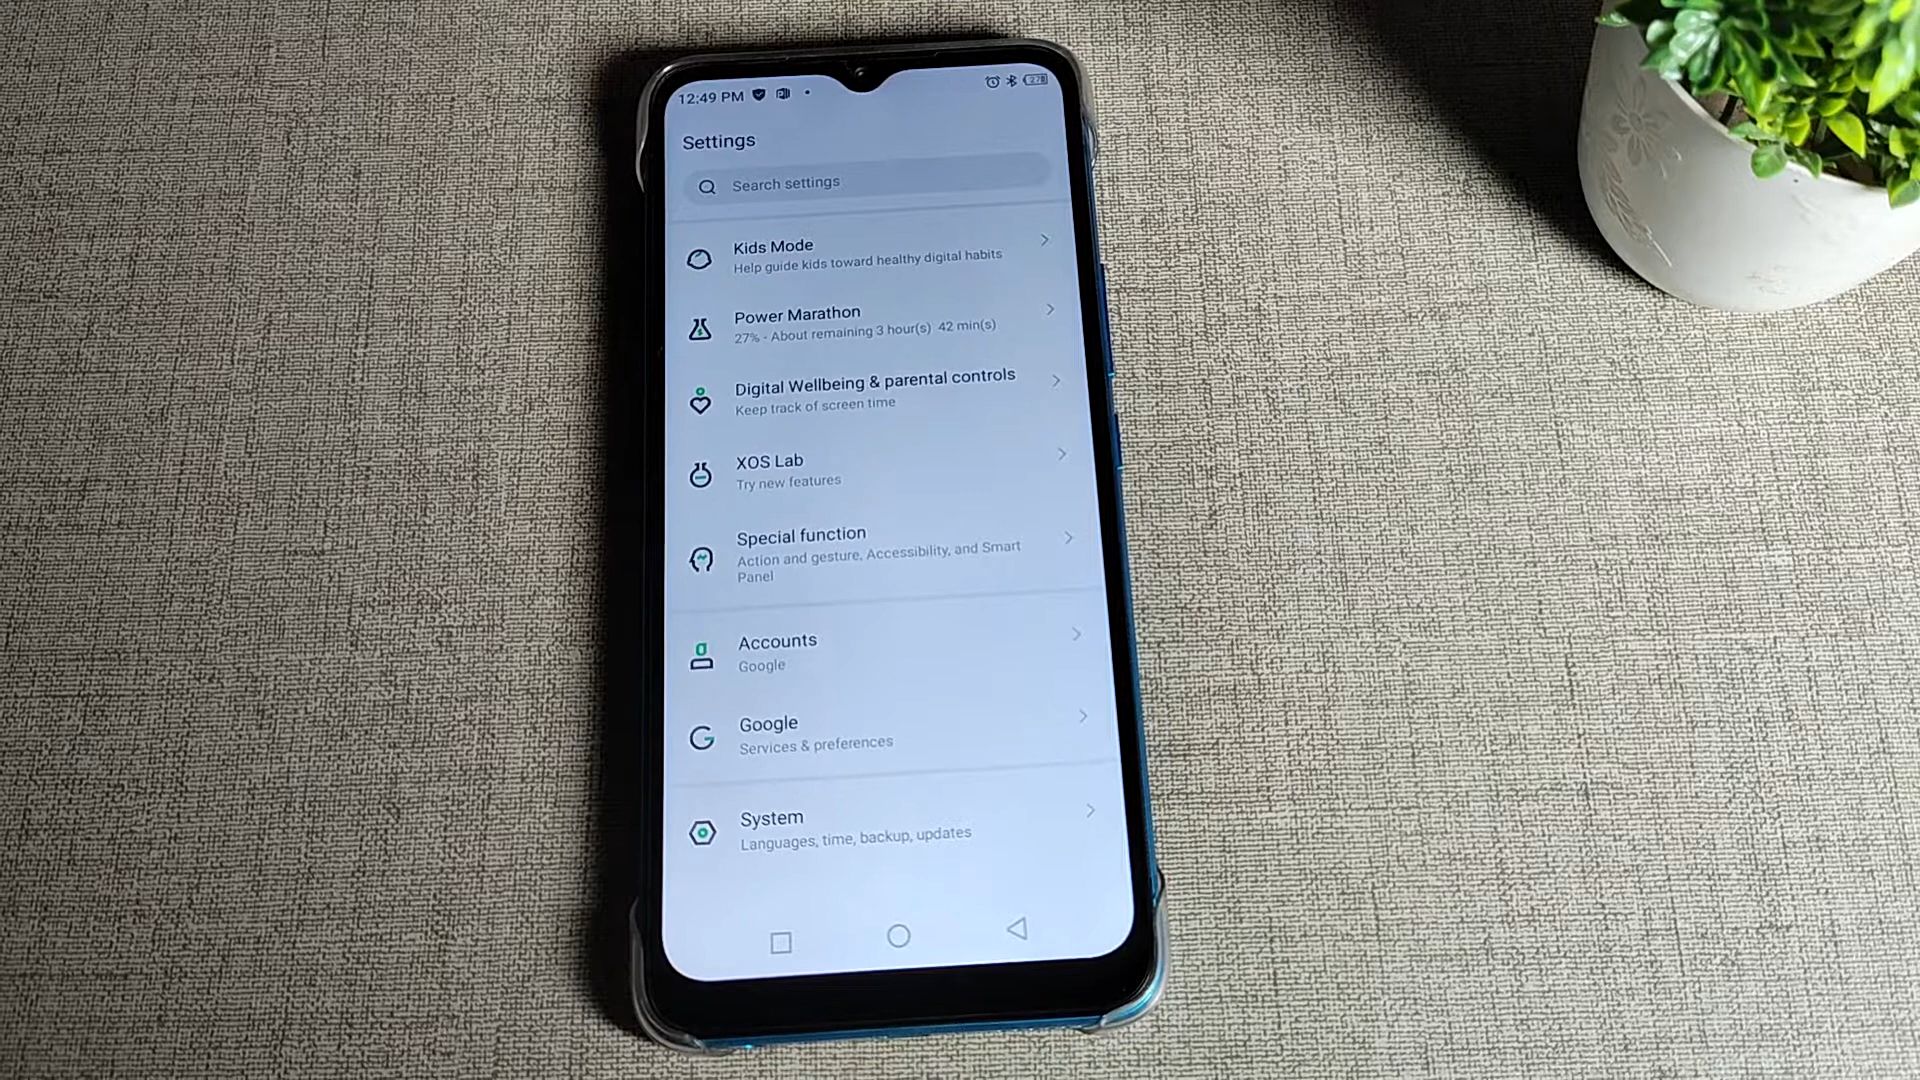 12:49 PM
27
Settings
Search settings
Kids Mode
Help guide kids toward healthy digital habits
Power Marathon
27% - About remaining 3 hour(s) 42 min(s)
Digital Wellbeing & parental controls
Keep track of screen time
XOS Lab
Try new features
Special function
Action and gesture, Accessibility, and Smart
Panel
Accounts
Google
Google
Services & preferences
System
Languages, time, backup, updates